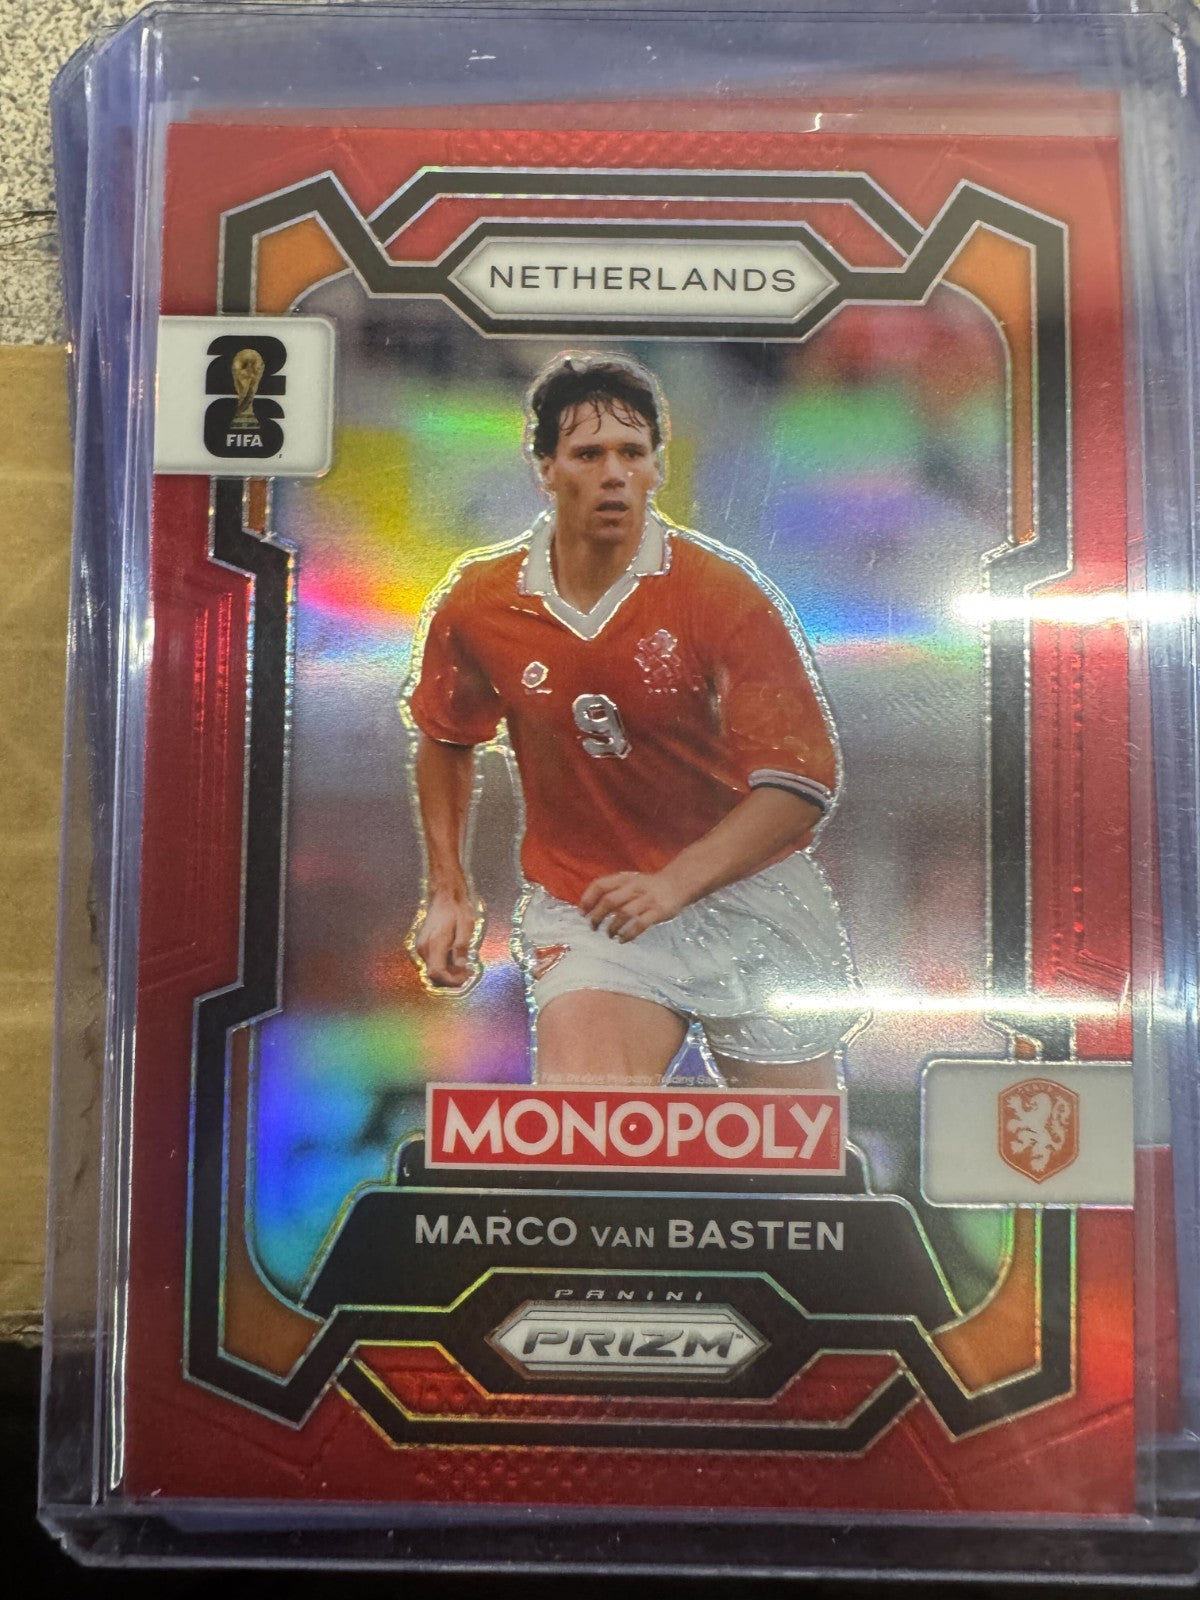 NETHERLANDS
26
FIFA
9
MONOPOLY
MARCO VAN BASTEN
PANINI
PRIZM